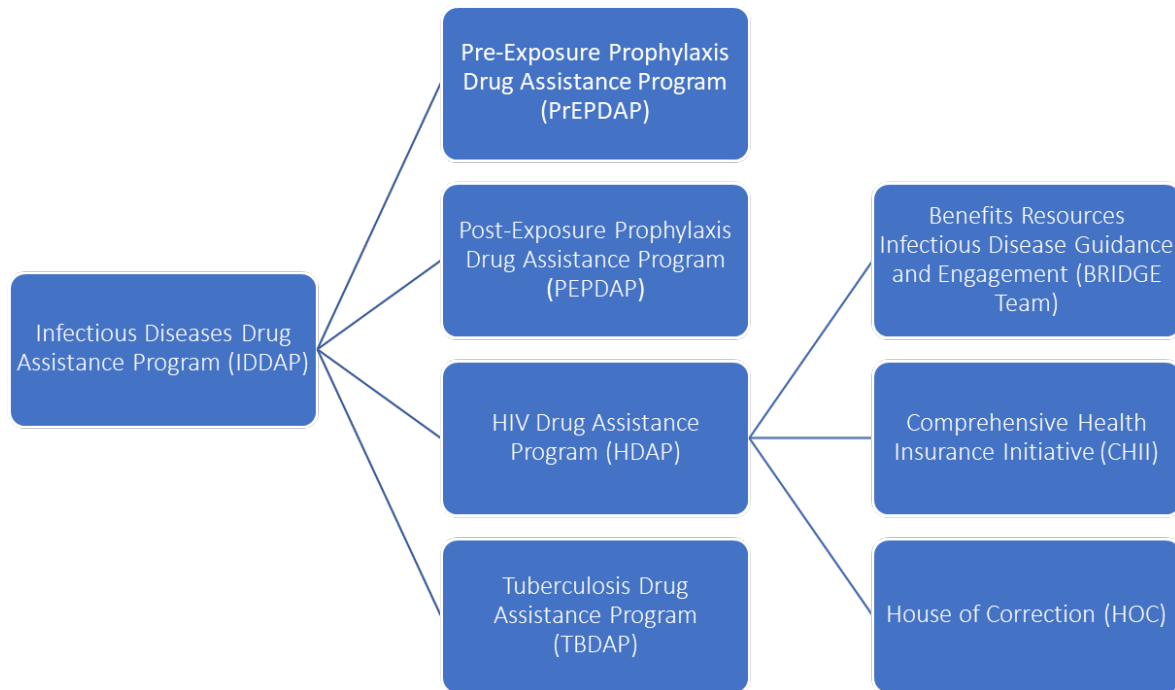 Pre-Exposure Prophylaxis
Drug Assistance Program
(PrEPDAP)
Post-Exposure Prophylaxis
Drug Assistance Program
(PEPDAP)
Infectious Diseases Drug
Assistance Program (IDDAP)
HIV Drug Assistance
Program (HDAP)
Tuberculosis Drug
Assistance Program
(TBDAP)
Benefits Resources
Infectious Disease Guidance
and Engagement (BRIDGE
Team)
Comprehensive Health
Insurance Initiative (CHII)
House of Correction (HOC)